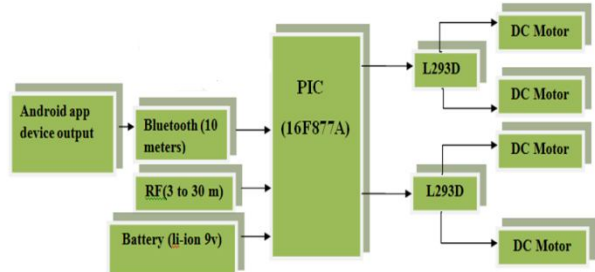 Android app
device output
Bluetooth (10
meters)
RF(3 to 30 m)
Battery (li-ion 9v)
PIC
(16F877A)
L293D
L293D
DC Motor
DC Motor
DC Motor
DC Motor